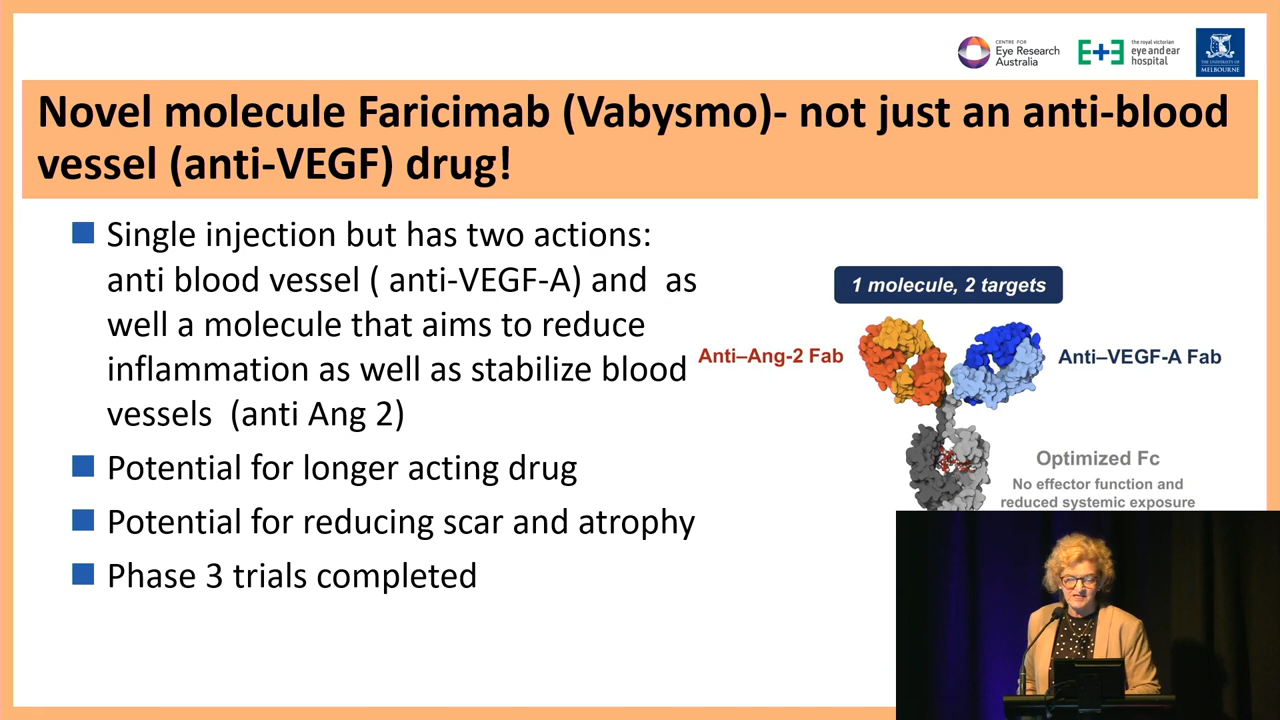 CENTRE FOR
Eye Research
Australia
E+E
the royal victorian
eye and ear
hospital
THE UNIVERSITY OF
MELBOURNE
Novel molecule Faricimab (Vabysmo)- not just an anti-blood
vessel (anti-VEGF) drug!
Single injection but has two actions:
anti blood vessel ( anti-VEGF-A) and as
well a molecule that aims to reduce
inflammation as well as stabilize blood
vessels (anti Ang 2)
Potential for longer acting drug
Potential for reducing scar and atrophy
Phase 3 trials completed
1 molecule, 2 targets
Anti–Ang-2 Fab
Anti–VEGF-A Fab
Optimized Fc
No effector function and
reduced systemic exposure